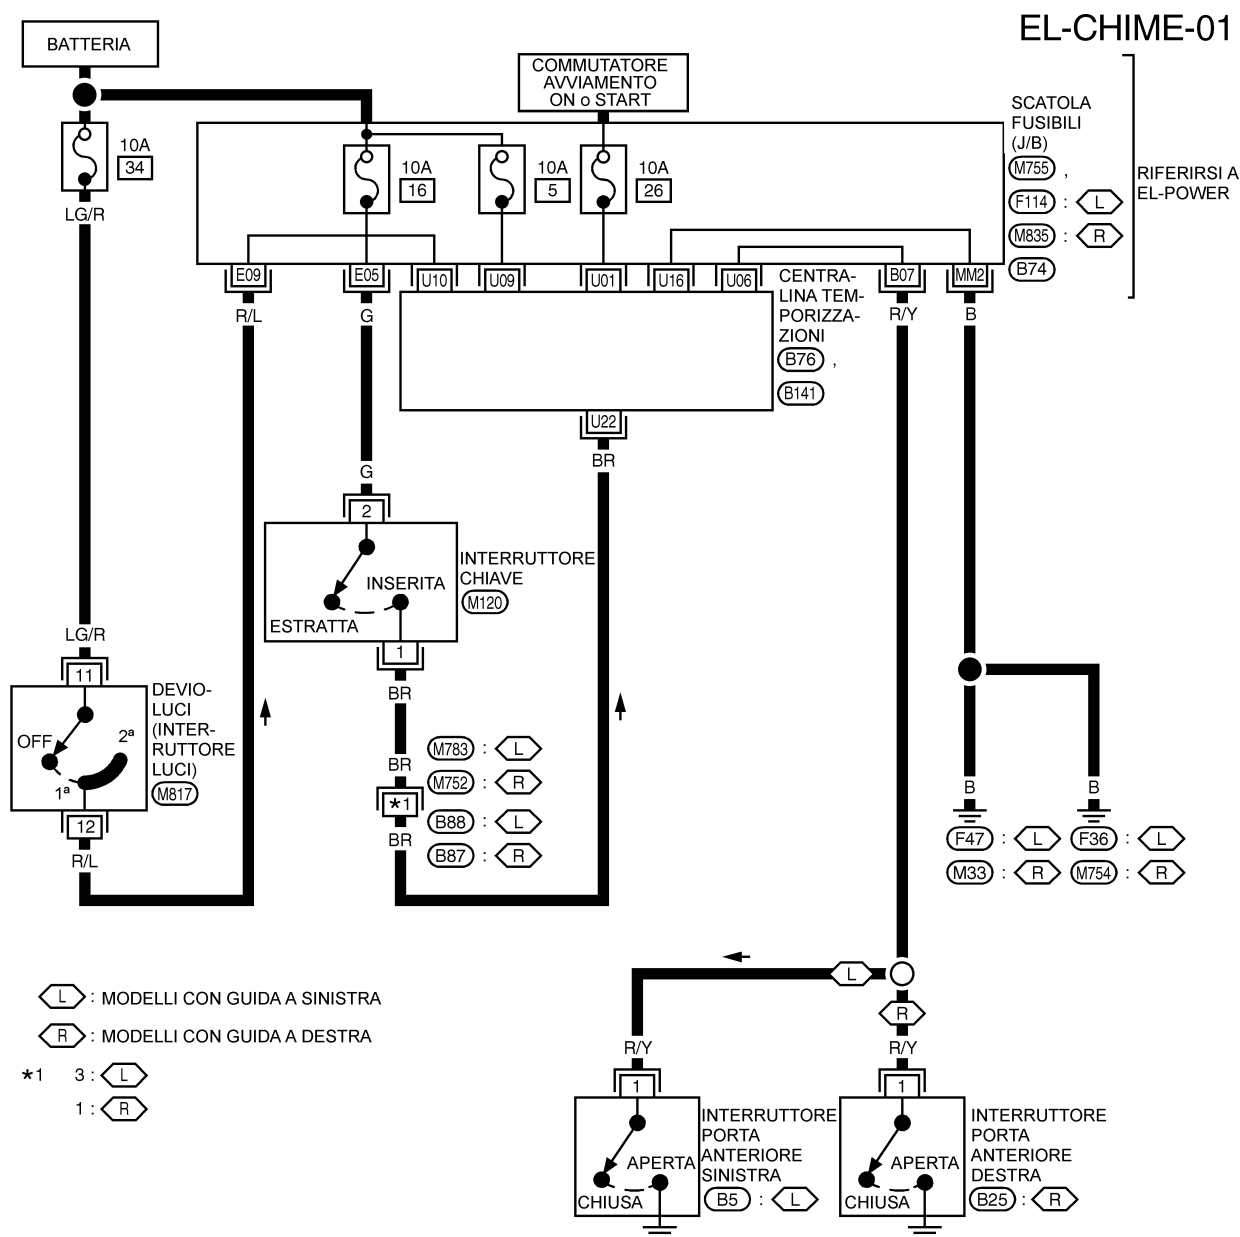 EL-CHIME-01
BATTERIA
COMMUTATORE
AVVIAMENTO
ON o START
SCATOLA
FUSIBILI
(J/B)
M755 ,
F114 : L
M835 : R
B74
RIFERIRSI A
EL-POWER
10A
34
10A
16
10A
5
10A
26
LG/R
E09
E05
U10
U09
U01
U16
U06
B07
MM2
R/L
G
R/Y
B
CENTRA-
LINA TEM-
PORIZZA-
ZIONI
B76 ,
B141
U22
BR
G
2
INTERRUTTORE
CHIAVE
M120
INSERITA
ESTRATTA
1
BR
LG/R
11
DEVIO-
LUCI
(INTER-
RUTTORE
LUCI)
M817
OFF
2ª
1ª
12
R/L
BR
*1
BR
M783 : L
M752 : R
B88 : L
B87 : R
B
B
F47 : L
F36 : L
M33 : R
M754 : R
L
R
L : MODELLI CON GUIDA A SINISTRA
R : MODELLI CON GUIDA A DESTRA
*1 3 : L
1 : R
R/Y
R/Y
1
1
INTERRUTTORE
PORTA
ANTERIORE
SINISTRA
B5 : L
APERTA
CHIUSA
INTERRUTTORE
PORTA
ANTERIORE
DESTRA
B25 : R
APERTA
CHIUSA